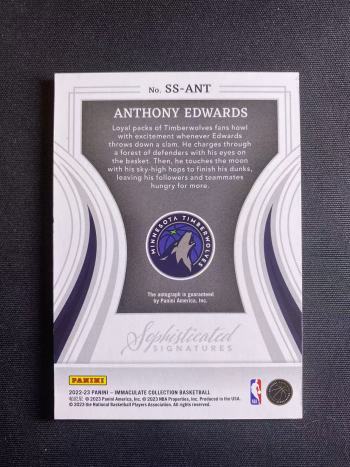 No. SS-ANT
ANTHONY EDWARDS
Loyal packs of Timberwolves fans howl
with excitement whenever Edwards
throws down a slam. He charges through
a forest of defenders with his eyes on
the basket. Then, he touches the moon
with his sky-high hops to finish his dunks,
leaving his followers and teammates
hungry for more.
MINNESOTA TIMBERWOLVES
The autograph is guaranteed
by Panini America, Inc.
Sophisticated
SIGNATURES
PANINI
2022-23 PANINI – IMMACULATE COLLECTION BASKETBALL
© 2023 Panini America, Inc. © 2023 NBA Properties, Inc. Produced in the USA.
© 2023 the National Basketball Players Association. All rights reserved.